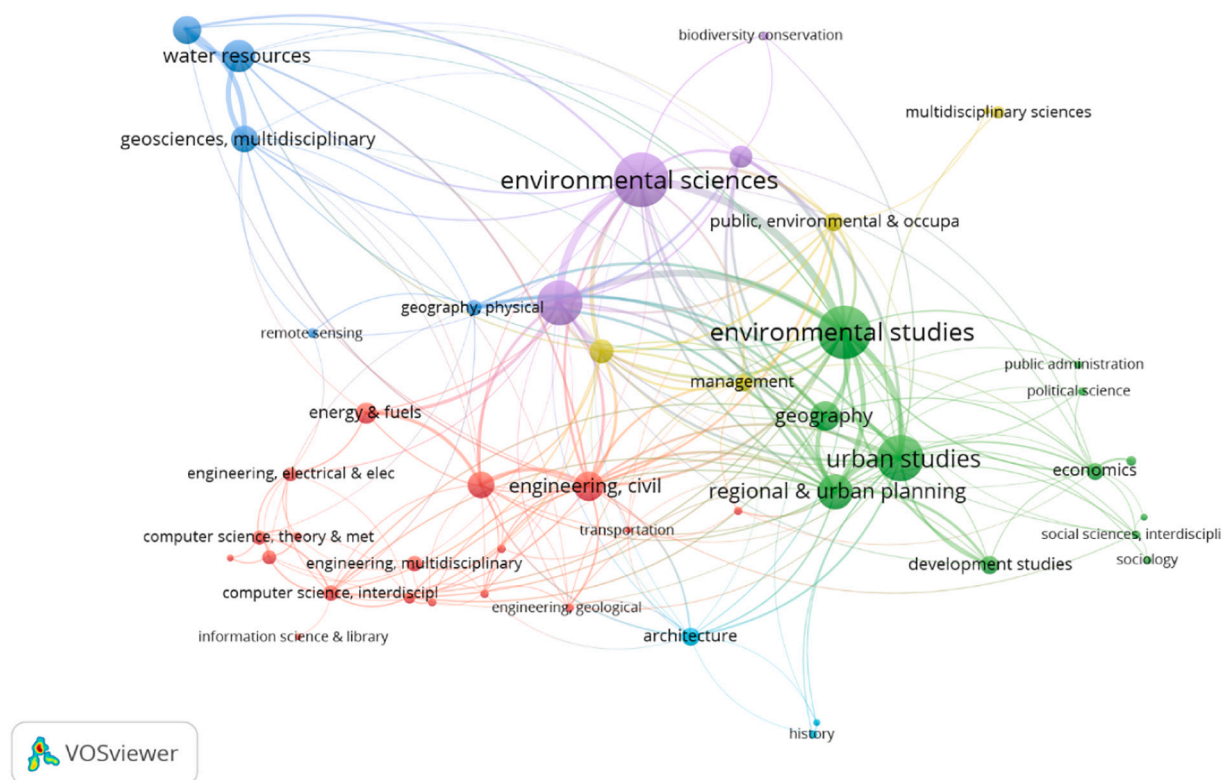 biodiversity conservation
water resources
multidisciplinary sciences
geosciences, multidisciplinary
environmental sciences
public, environmental & occupa
geography, physical
remote sensing
environmental studies
public administration
management
political science
energy & fuels
geography
urban studies
economics
engineering, electrical & elec
engineering, civil
regional & urban planning
transportation
computer science, theory & met
social sciences, interdiscipli
engineering, multidisciplinary
development studies
sociology
computer science, interdiscipl
engineering, geological
information science & library
architecture
history
VOSviewer